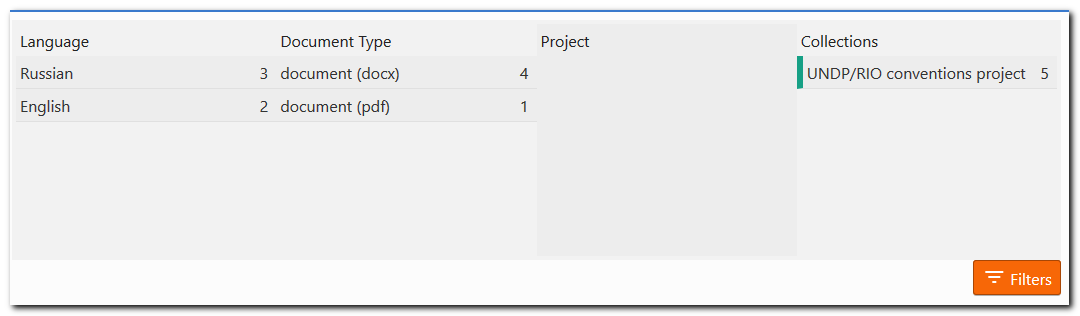 Language Document Type Project Collections
Russian 3 document (docx) 4 UNDP/RIO conventions project 5
English 2 document (pdf) 1
Filters